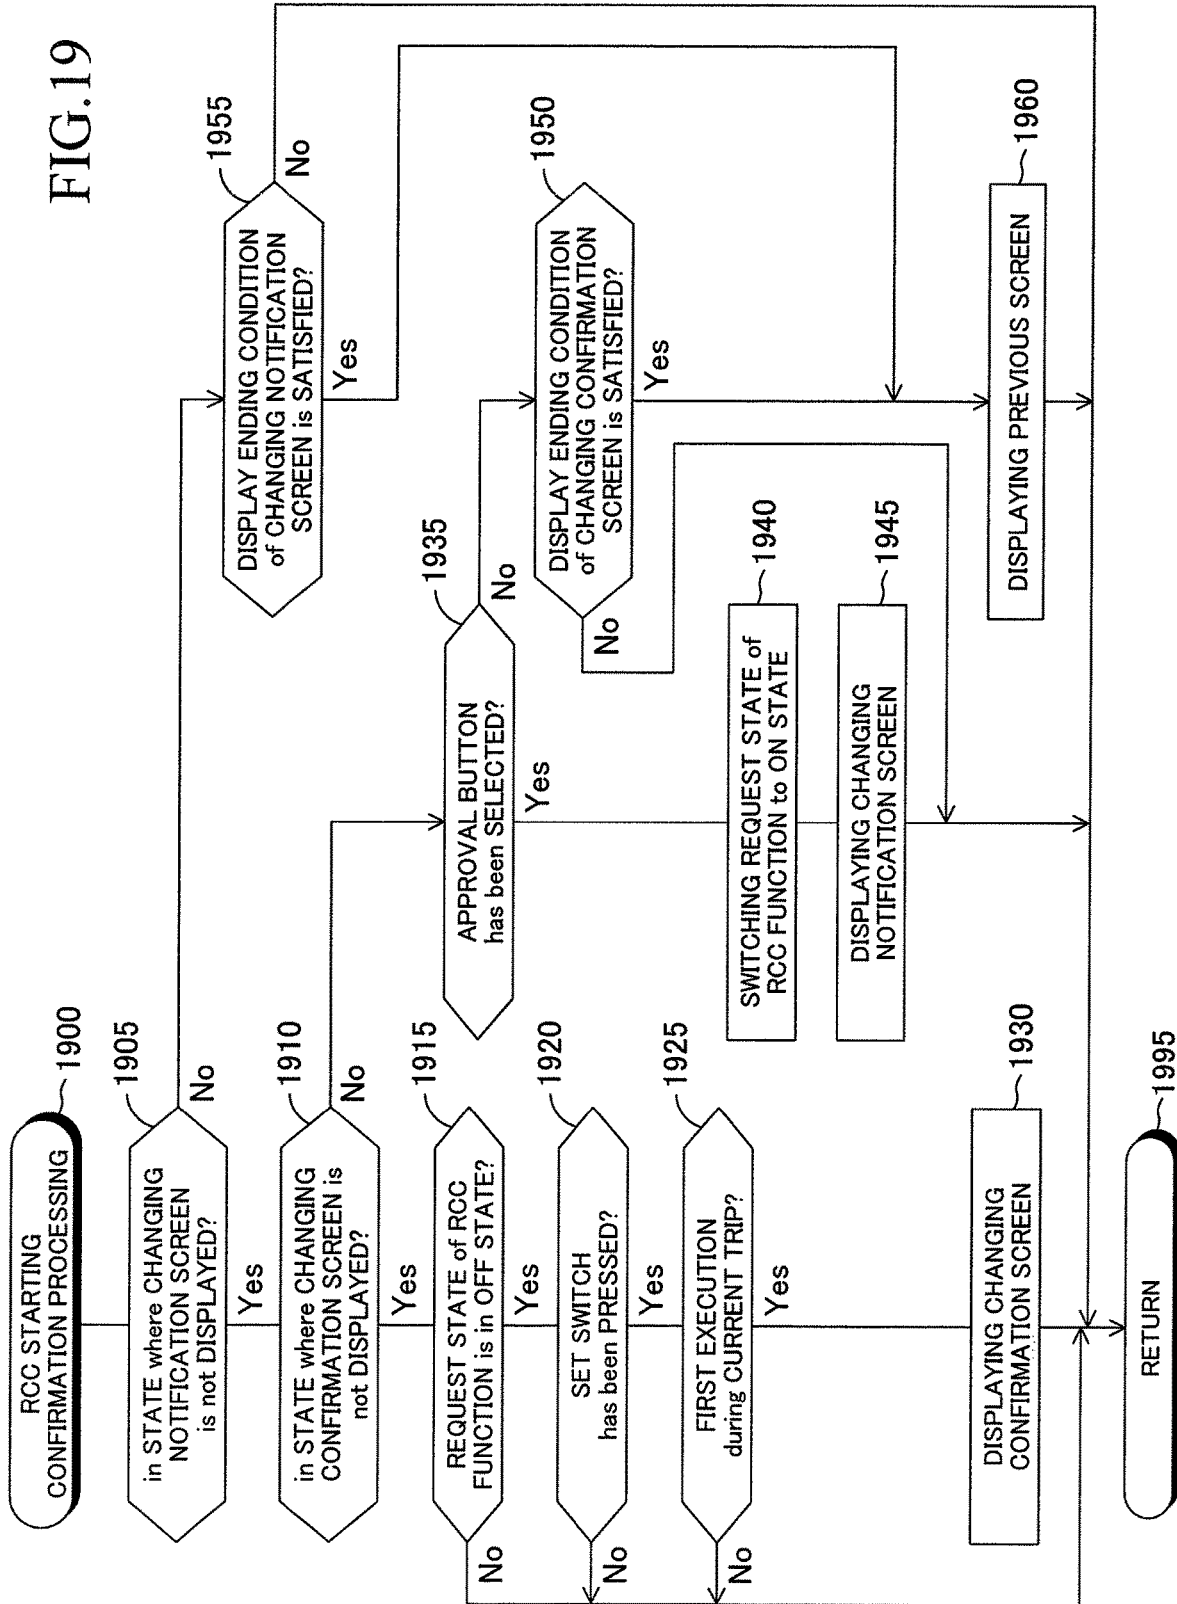 FIG.19
RCC STARTING
CONFIRMATION PROCESSING
1900
in STATE where CHANGING
NOTIFICATION SCREEN
is not DISPLAYED?
1905
No
Yes
in STATE where CHANGING
CONFIRMATION SCREEN is
not DISPLAYED?
1910
No
Yes
REQUEST STATE of RCC
FUNCTION is in OFF STATE?
1915
No
Yes
SET SWITCH
has been PRESSED?
1920
No
Yes
FIRST EXECUTION
during CURRENT TRIP?
1925
No
Yes
DISPLAYING CHANGING
CONFIRMATION SCREEN
1930
RETURN
1995
APPROVAL BUTTON
has been SELECTED?
1935
No
Yes
SWITCHING REQUEST STATE of
RCC FUNCTION to ON STATE
1940
DISPLAYING CHANGING
NOTIFICATION SCREEN
1945
DISPLAY ENDING CONDITION
of CHANGING NOTIFICATION
SCREEN is SATISFIED?
1955
No
Yes
DISPLAY ENDING CONDITION
of CHANGING CONFIRMATION
SCREEN is SATISFIED?
1950
No
Yes
DISPLAYING PREVIOUS SCREEN
1960